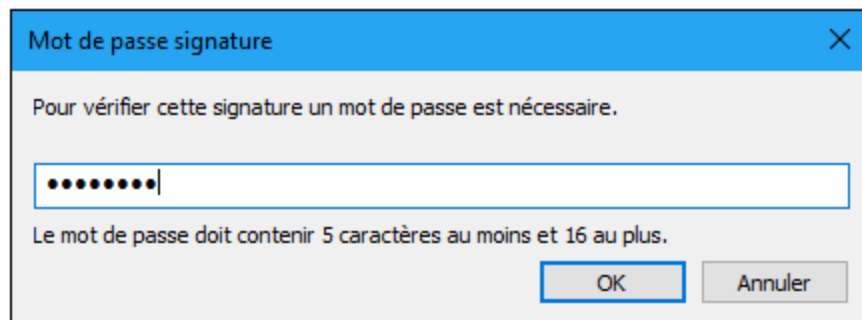 Mot de passe signature
Pour vérifier cette signature un mot de passe est nécessaire.
••••••••
Le mot de passe doit contenir 5 caractères au moins et 16 au plus.
OK Annuler